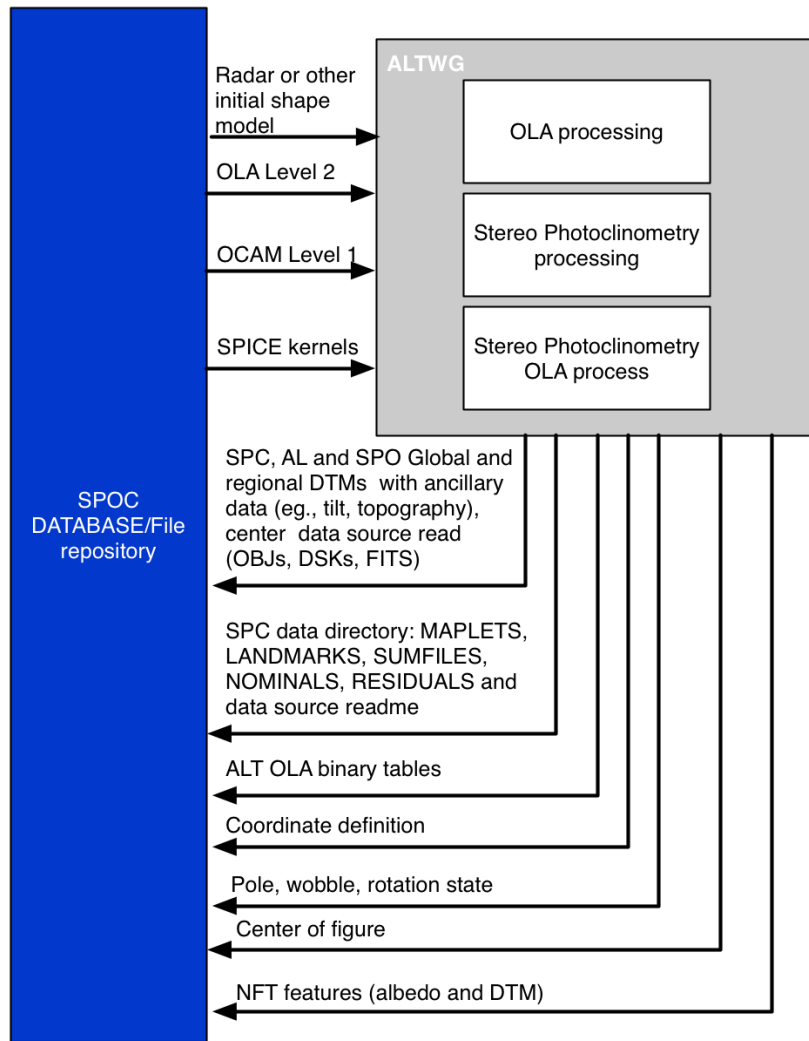 ALTWG
Radar or other
initial shape
model
OLA processing
OLA Level 2
Stereo Photoclinometry
processing
OCAM Level 1
Stereo Photoclinometry
OLA process
SPICE kernels
SPC, AL and SPO Global and
regional DTMs with ancillary
data (eg., tilt, topography),
center data source read
(OBJs, DSKs, FITS)
SPOC
DATABASE/File
repository
SPC data directory: MAPLETS,
LANDMARKS, SUMFILES,
NOMINALS, RESIDUALS and
data source readme
ALT OLA binary tables
Coordinate definition
Pole, wobble, rotation state
Center of figure
NFT features (albedo and DTM)